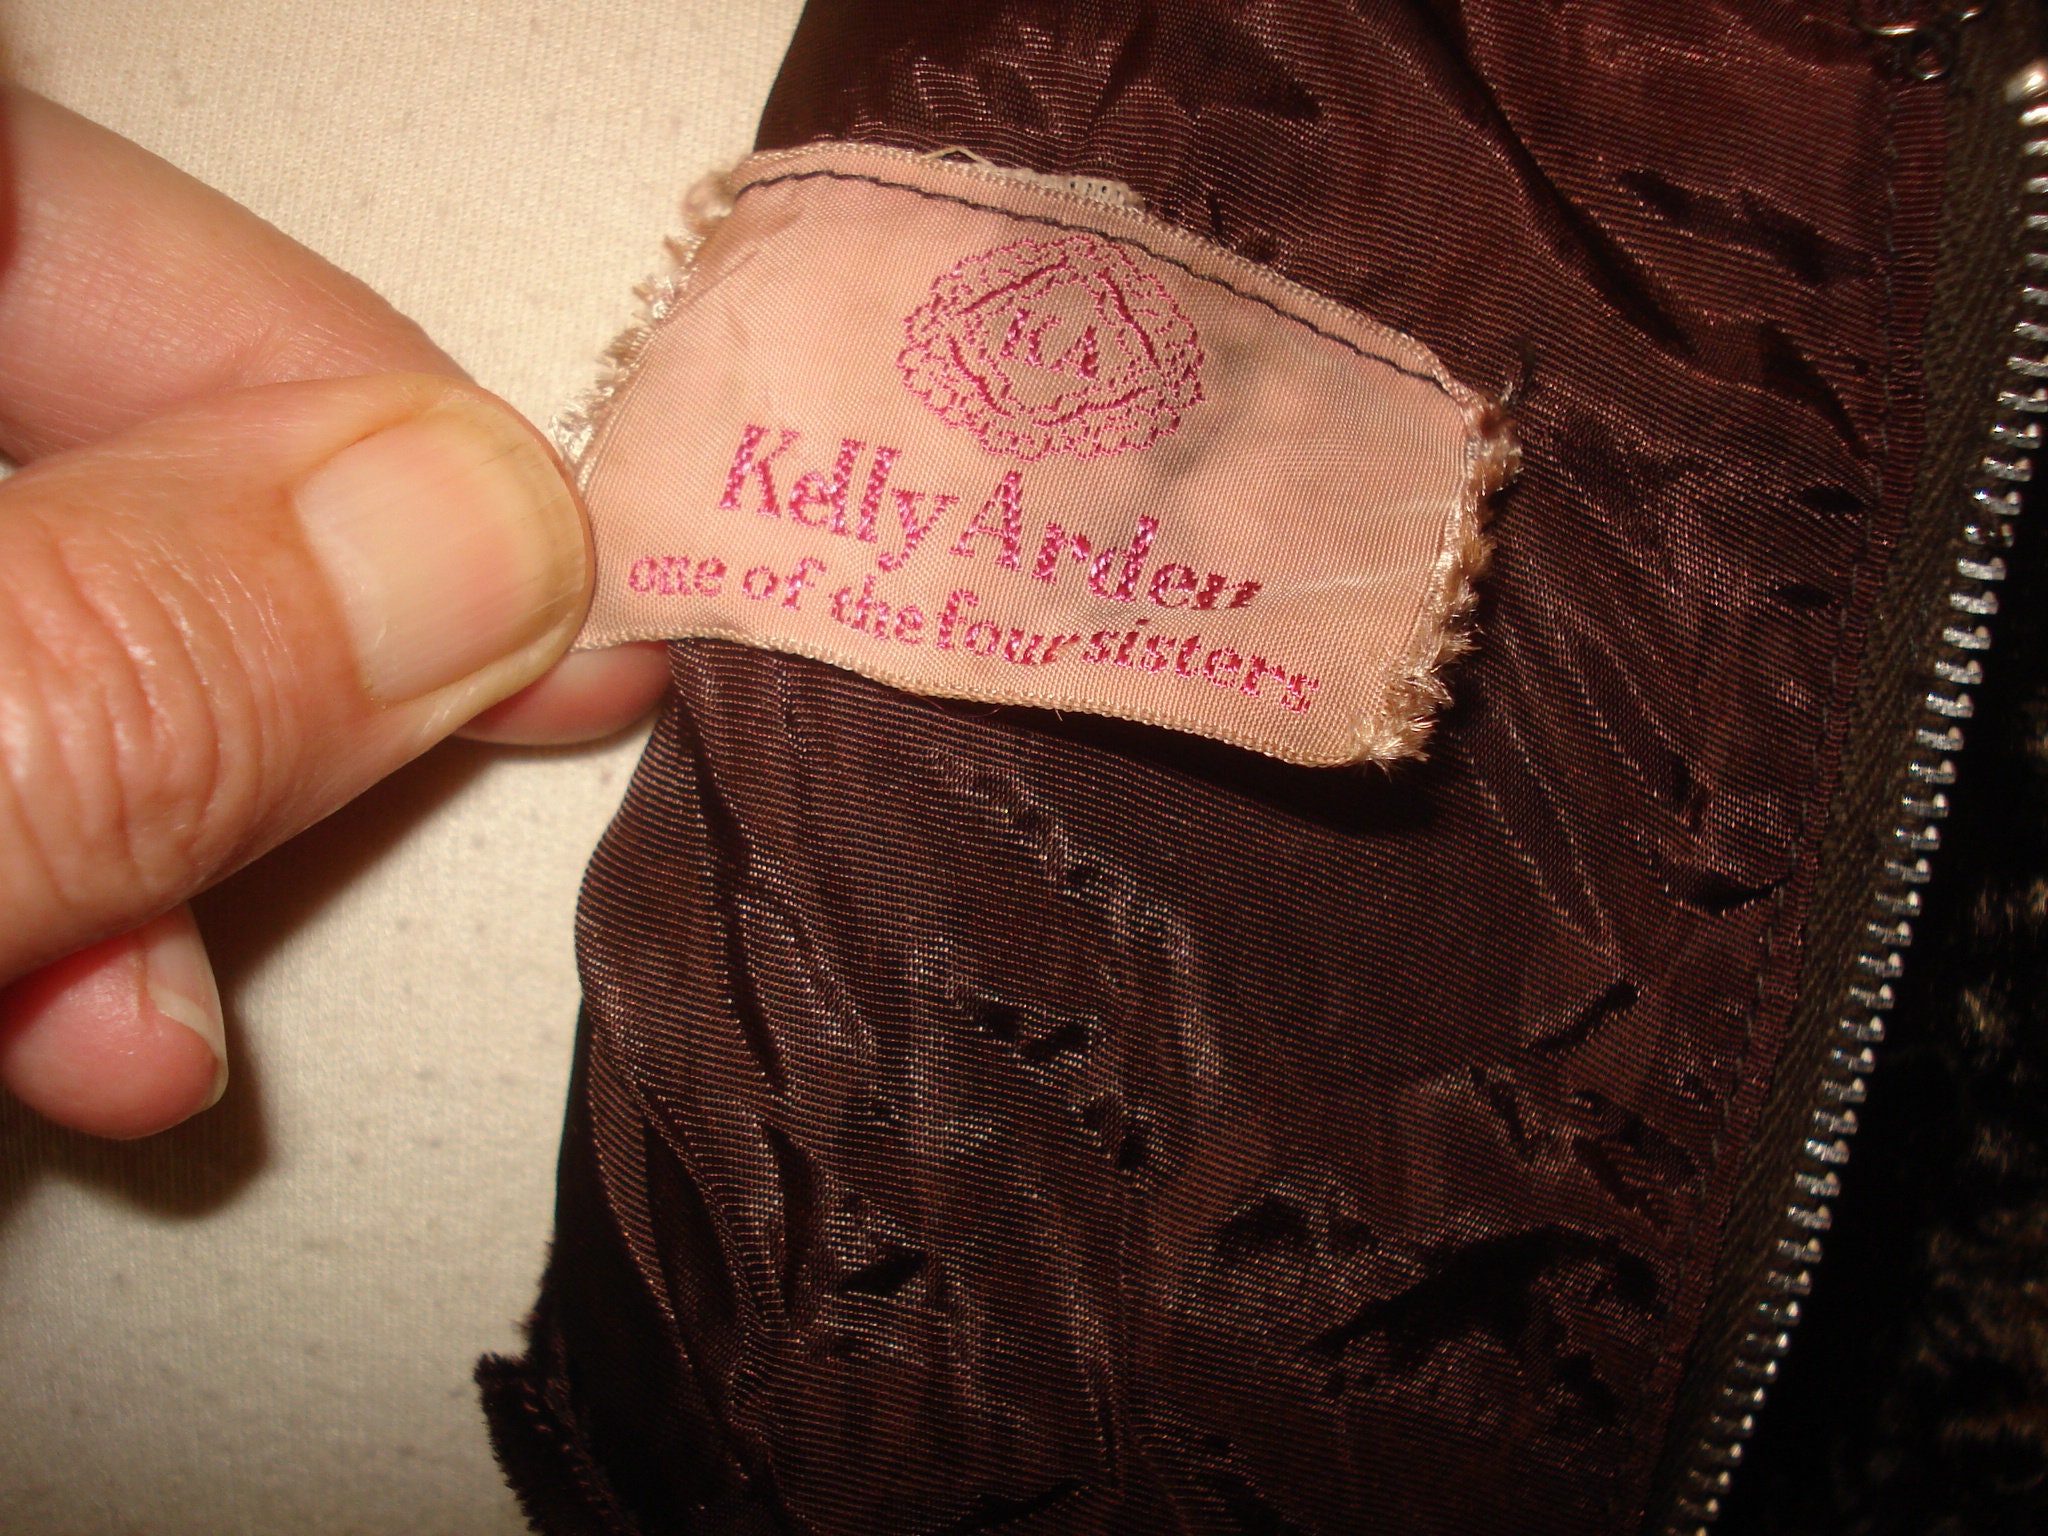 KA
Kelly Arden
one of the four sisters